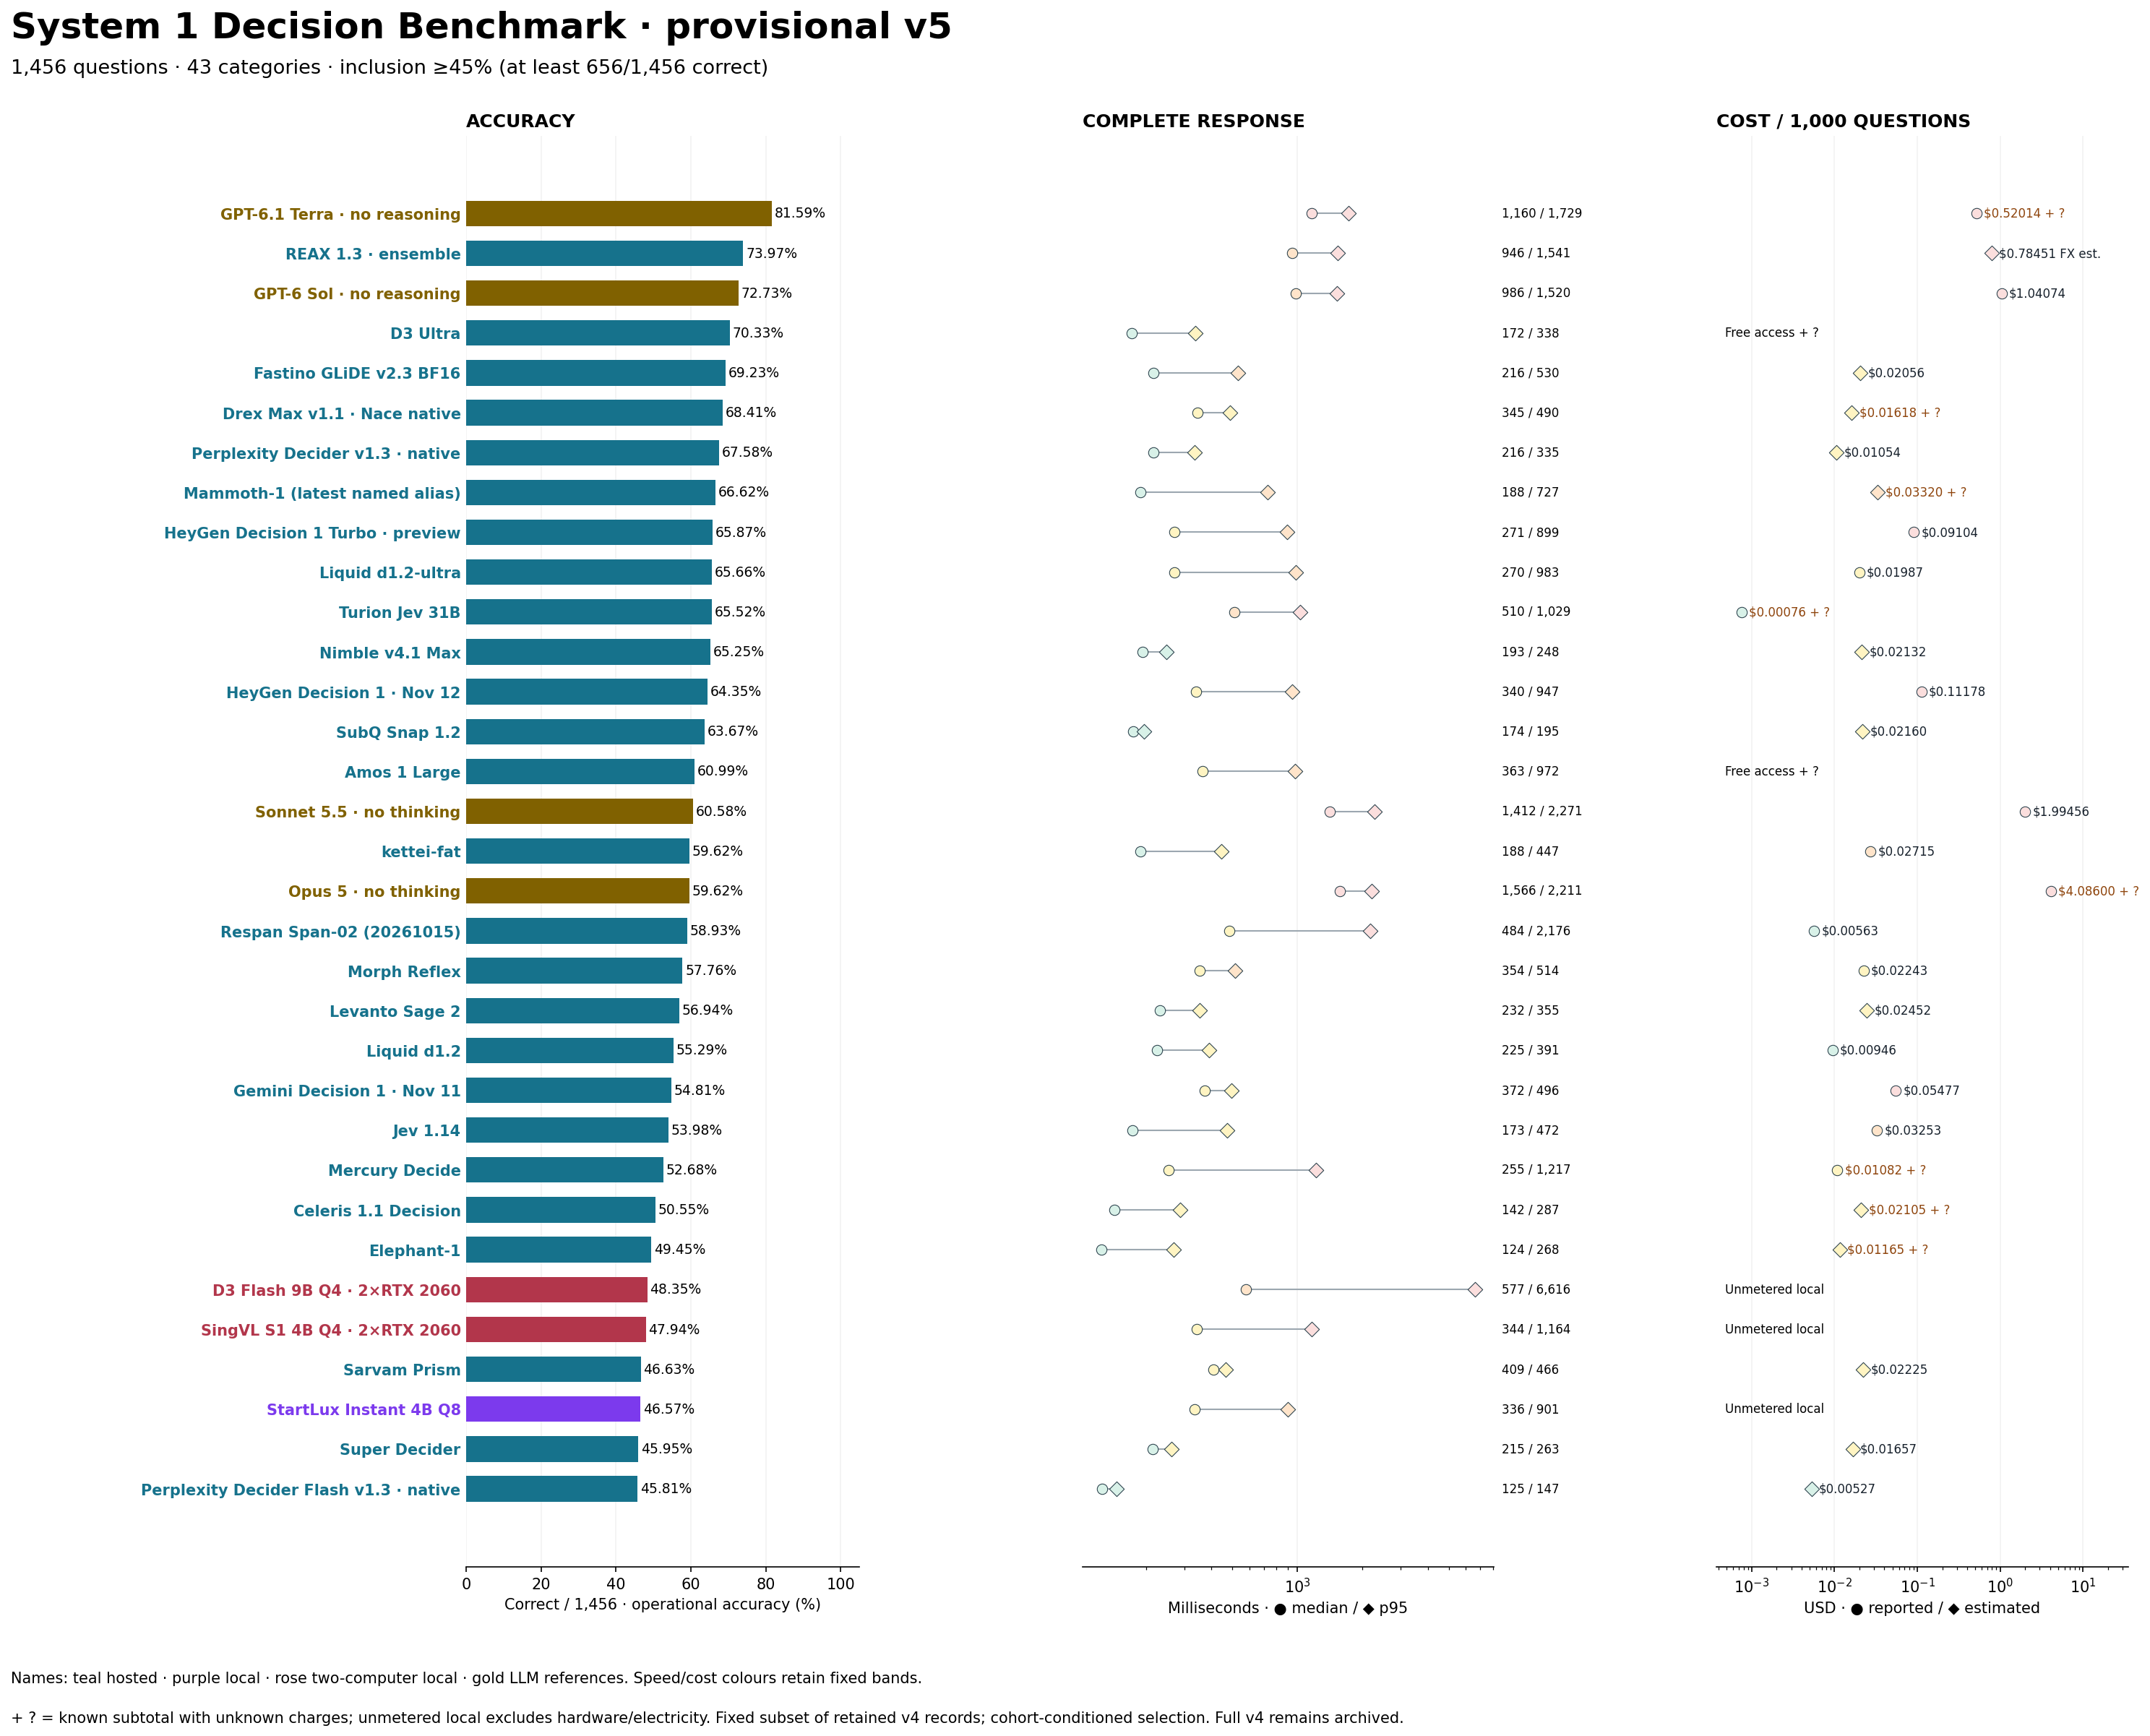 System 1 Decision Benchmark · provisional v5
1,456 questions · 43 categories · inclusion ≥45% (at least 656/1,456 correct)
ACCURACY COMPLETE RESPONSE COST / 1,000 QUESTIONS
GPT-6.1 Terra · no reasoning 81.59% 1,160 / 1,729 $0.52014 + ?
REAX 1.3 · ensemble 73.97% 946 / 1,541 $0.78451 FX est.
GPT-6 Sol · no reasoning 72.73% 986 / 1,520 $1.04074
D3 Ultra 70.33% 172 / 338 Free access + ?
Fastino GLiDE v2.3 BF16 69.23% 216 / 530 $0.02056
Drex Max v1.1 · Nace native 68.41% 345 / 490 $0.01618 + ?
Perplexity Decider v1.3 · native 67.58% 216 / 335 $0.01054
Mammoth-1 (latest named alias) 66.62% 188 / 727 $0.03320 + ?
HeyGen Decision 1 Turbo · preview 65.87% 271 / 899 $0.09104
Liquid d1.2-ultra 65.66% 270 / 983 $0.01987
Turion Jev 31B 65.52% 510 / 1,029 $0.00076 + ?
Nimble v4.1 Max 65.25% 193 / 248 $0.02132
HeyGen Decision 1 · Nov 12 64.35% 340 / 947 $0.11178
SubQ Snap 1.2 63.67% 174 / 195 $0.02160
Amos 1 Large 60.99% 363 / 972 Free access + ?
Sonnet 5.5 · no thinking 60.58% 1,412 / 2,271 $1.99456
kettei-fat 59.62% 188 / 447 $0.02715
Opus 5 · no thinking 59.62% 1,566 / 2,211 $4.08600 + ?
Respan Span-02 (20261015) 58.93% 484 / 2,176 $0.00563
Morph Reflex 57.76% 354 / 514 $0.02243
Levanto Sage 2 56.94% 232 / 355 $0.02452
Liquid d1.2 55.29% 225 / 391 $0.00946
Gemini Decision 1 · Nov 11 54.81% 372 / 496 $0.05477
Jev 1.14 53.98% 173 / 472 $0.03253
Mercury Decide 52.68% 255 / 1,217 $0.01082 + ?
Celeris 1.1 Decision 50.55% 142 / 287 $0.02105 + ?
Elephant-1 49.45% 124 / 268 $0.01165 + ?
D3 Flash 9B Q4 · 2×RTX 2060 48.35% 577 / 6,616 Unmetered local
SingVL S1 4B Q4 · 2×RTX 2060 47.94% 344 / 1,164 Unmetered local
Sarvam Prism 46.63% 409 / 466 $0.02225
StartLux Instant 4B Q8 46.57% 336 / 901 Unmetered local
Super Decider 45.95% 215 / 263 $0.01657
Perplexity Decider Flash v1.3 · native 45.81% 125 / 147 $0.00527
0 20 40 60 80 100 10³ 10⁻³ 10⁻² 10⁻¹ 10⁰ 10¹
Correct / 1,456 · operational accuracy (%) Milliseconds · ● median / ◆ p95 USD · ● reported / ◆ estimated
Names: teal hosted · purple local · rose two-computer local · gold LLM references. Speed/cost colours retain fixed bands.
+ ? = known subtotal with unknown charges; unmetered local excludes hardware/electricity. Fixed subset of retained v4 records; cohort-conditioned selection. Full v4 remains archived.